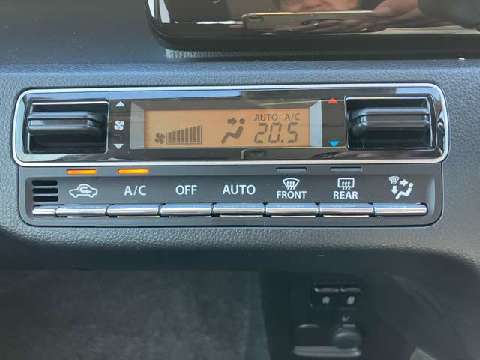 AUTO A/C
20.5
A/C OFF AUTO FRONT REAR